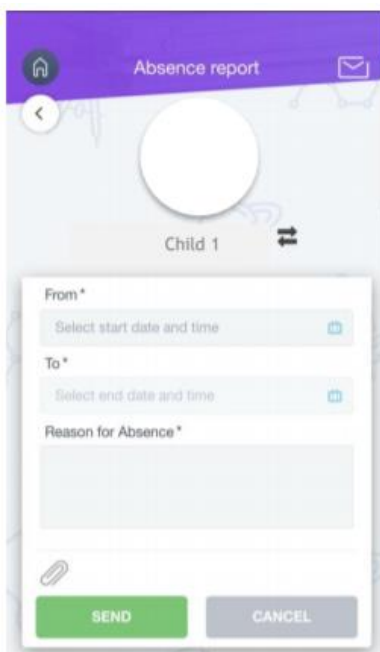 Absence report
Child 1
From*
Select start date and time
To*
Select end date and time
Reason for Absence*
SEND CANCEL